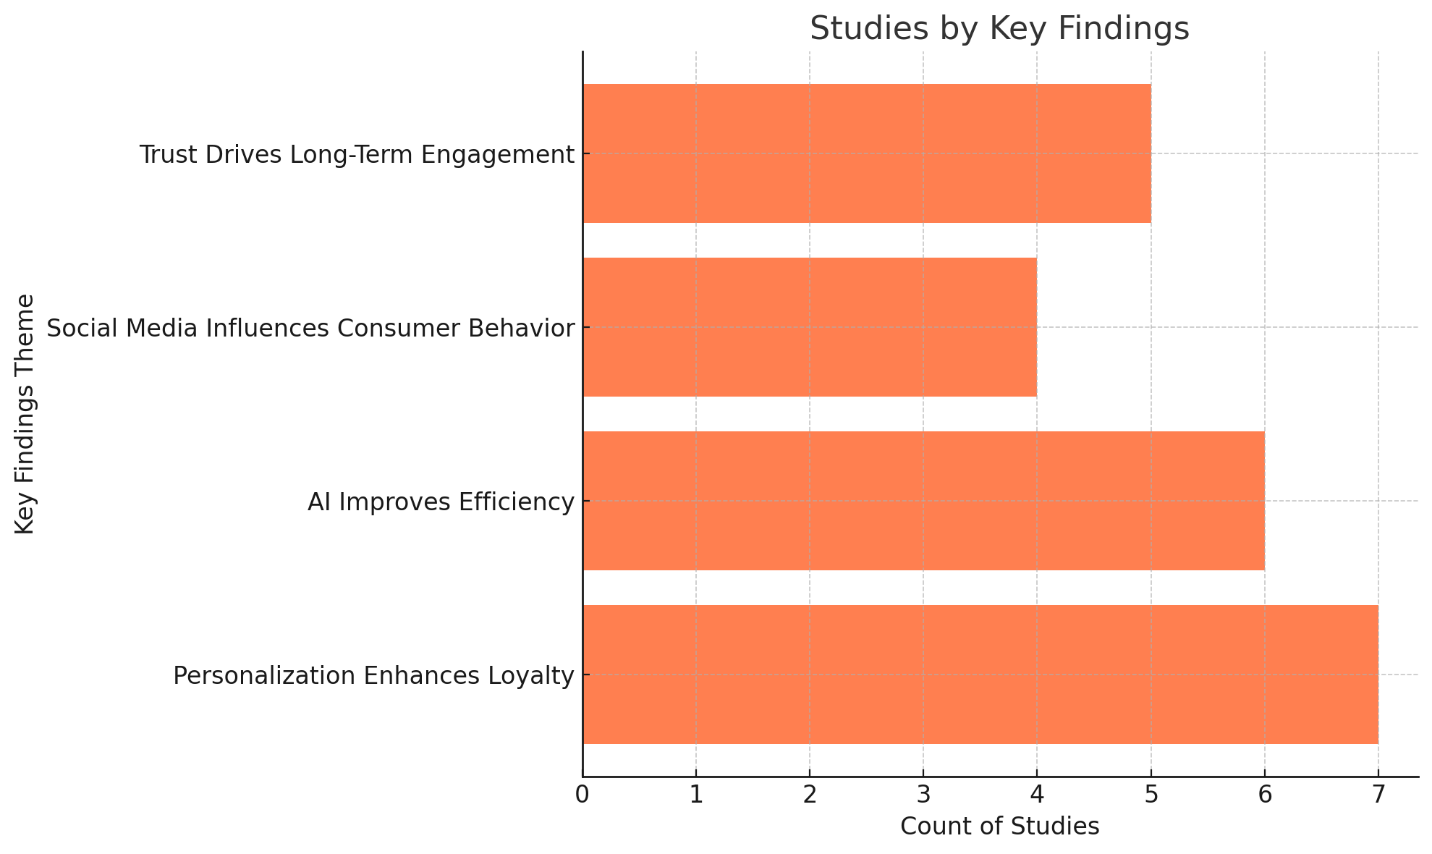 Studies by Key Findings
Key Findings Theme
Trust Drives Long-Term Engagement
Social Media Influences Consumer Behavior
AI Improves Efficiency
Personalization Enhances Loyalty
0 1 2 3 4 5 6 7
Count of Studies